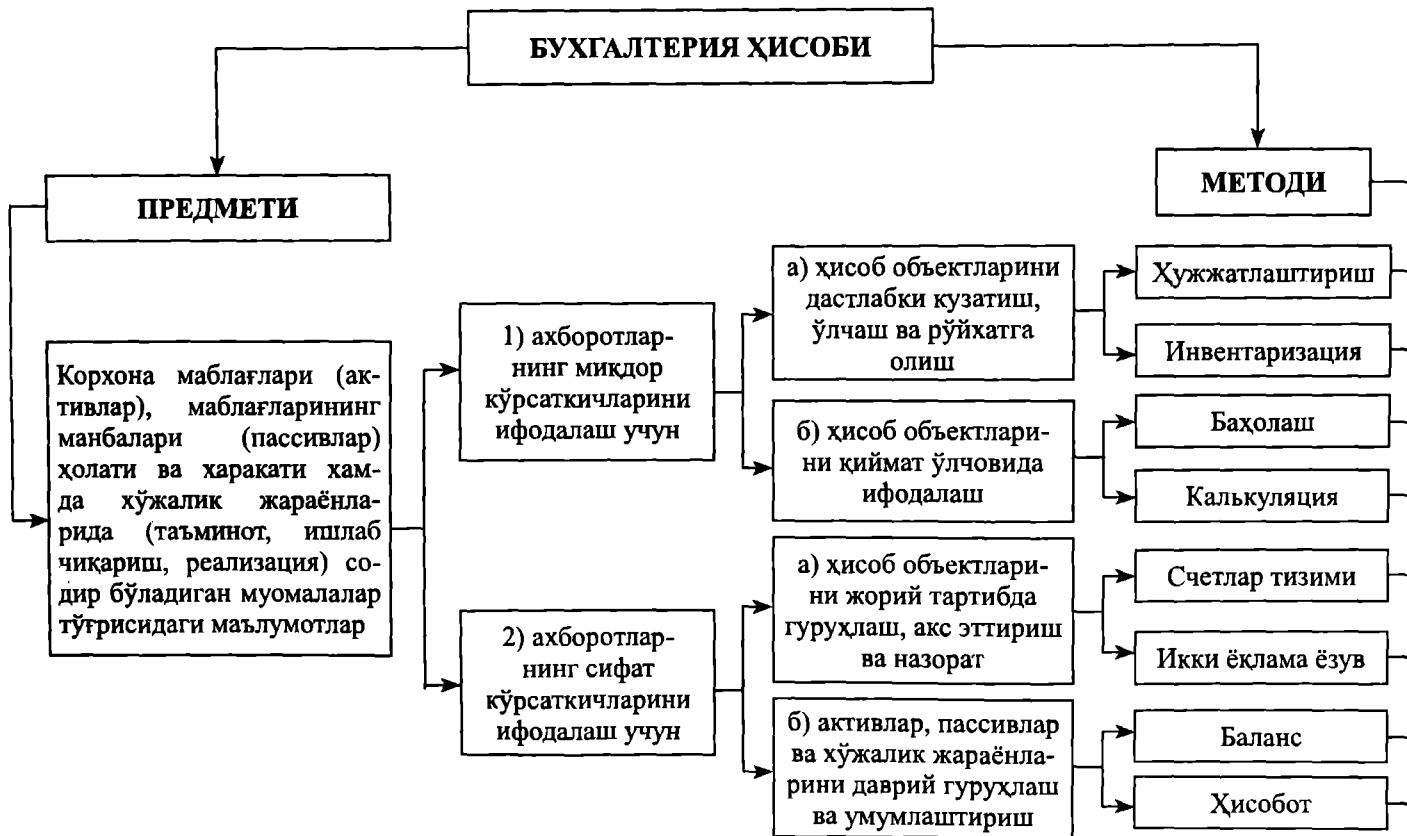 БУХГАЛТЕРИЯ ҲИСОБИ
ПРЕДМЕТИ
МЕТОДИ
Корхона маблағлари (ак-
тивлар), маблағларининг
манбалари (пассивлар)
ҳолати ва харакати хам-
да хўжалик жараёнла-
рида (таъминот, ишлаб
чиқариш, реализация) со-
дир бўладиган муомалалар
тўғрисидаги маълумотлар
1) ахборотлар-
нинг миқдор
кўрсаткичларини
ифодалаш учун
2) ахборотлар-
нинг сифат
кўрсаткичларини
ифодалаш учун
а) ҳисоб объектларини
дастлабки кузатиш,
ўлчаш ва рўйхатга
олиш
б) ҳисоб объектлари-
ни қиймат ўлчовида
ифодалаш
а) ҳисоб объектлари-
ни жорий тартибда
гуруҳлаш, акс эттириш
ва назорат
б) активлар, пассивлар
ва хўжалик жараёнла-
рини даврий гуруҳлаш
ва умумлаштириш
Ҳужжатлаштириш
Инвентаризация
Баҳолаш
Калькуляция
Счетлар тизими
Икки ёқлама ёзув
Баланс
Ҳисобот